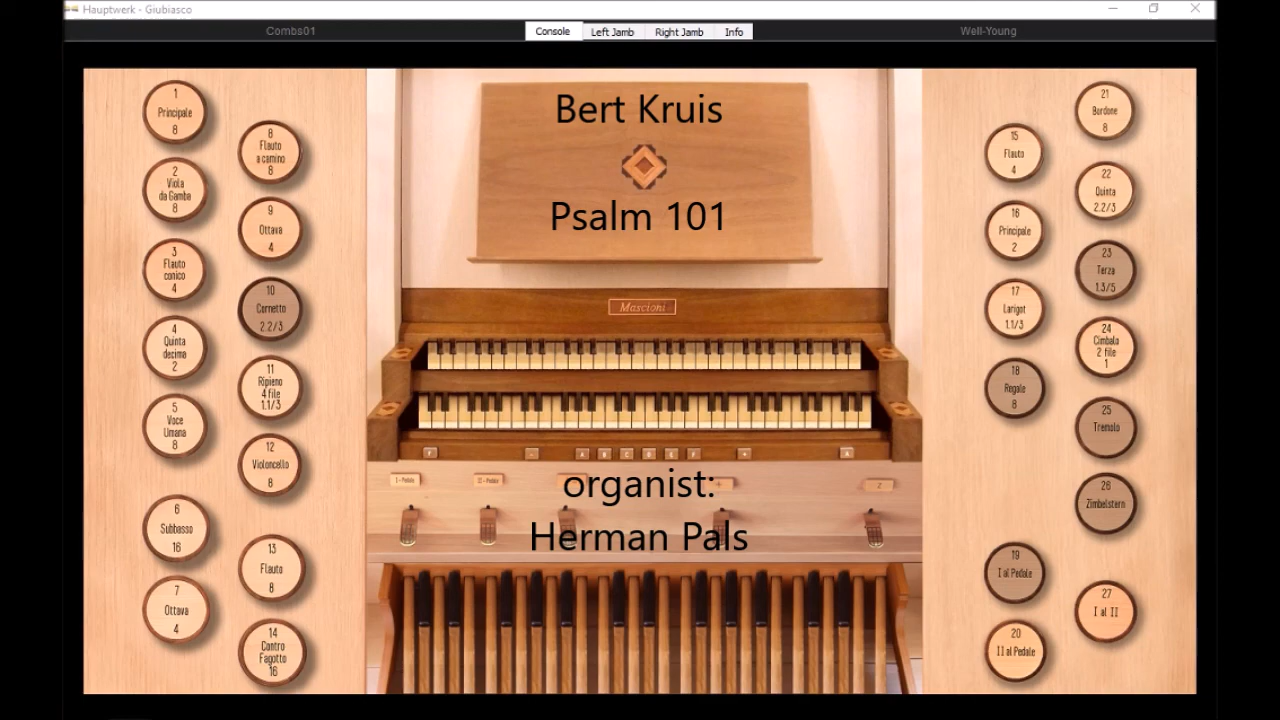 Hauptwerk - Giubiasco
Combs01
Console
Left Jamb
Right Jamb
Info
Well-Young
Bert Kruis
Psalm 101
organist:
Herman Pals
Mascioni
1
Principale
8
2
Viola
da Gamba
8
3
Flauto
conico
4
4
Quinta
decima
2
5
Voce
Umana
8
6
Subbasso
16
7
Ottava
4
8
Flauto
a camino
8
9
Ottava
4
10
Cornetto
2.2/3
11
Ripieno
4 file
1.1/3
12
Violoncello
8
13
Flauto
8
14
Contro
Fagotto
16
F
-
A
B
C
D
E
F
+
A
I - Pedale
II - Pedale
+
Z
15
Flauto
4
16
Principale
2
17
Larigot
1.1/3
18
Regale
8
19
I al Pedale
20
II al Pedale
21
Bordone
8
22
Quinta
2.2/3
23
Terza
1.3/5
24
Cimbalo
2 file
1
25
Tremolo
26
Zimbelstern
27
I al II